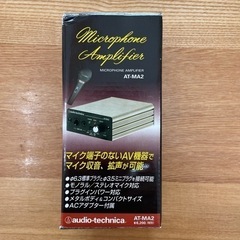 Microphone
Amplifier
MICROPHONE AMPLIFIER
AT-MA2
マイク端子のないAV機器で
マイク収音、拡声が可能
●φ6.3標準プラグとφ3.5ミニプラグを接続可能
●モノラル/ステレオマイク対応
●プラグインパワー対応
●メタルボディ&コンパクトサイズ
●ACアダプター付属
audio-technica
AT-MA2